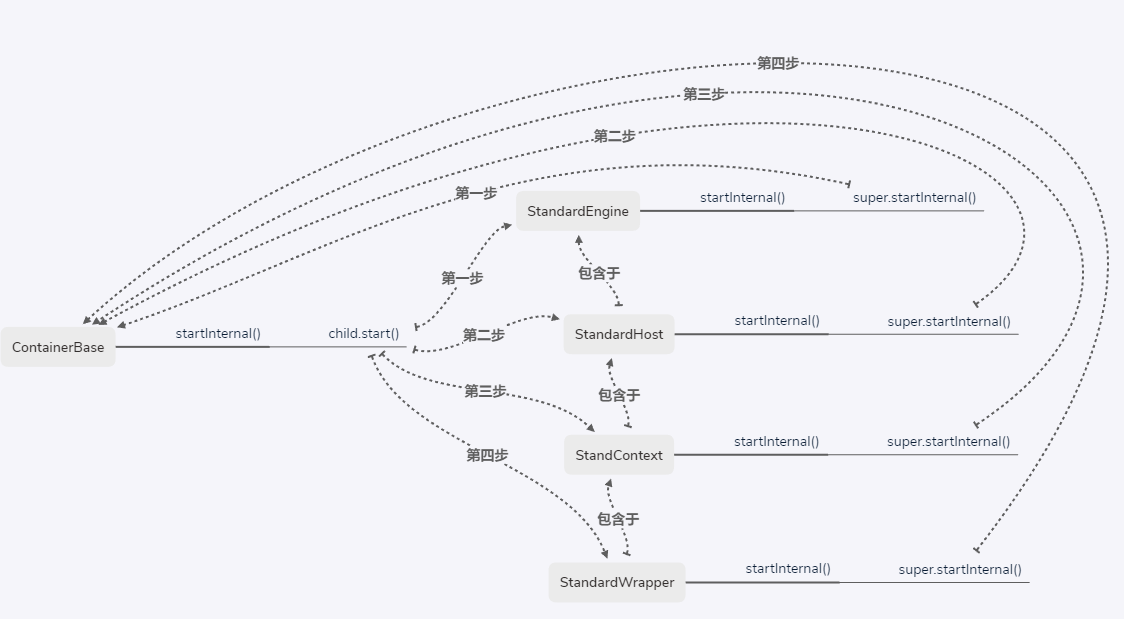 第四步
第三步
第二步
第一步
StandardEngine
startInternal()
super.startInternal()
第一步
包含于
ContainerBase
startInternal()
child.start()
第二步
StandardHost
startInternal()
super.startInternal()
第三步
包含于
StandContext
startInternal()
super.startInternal()
第四步
包含于
StandardWrapper
startInternal()
super.startInternal()